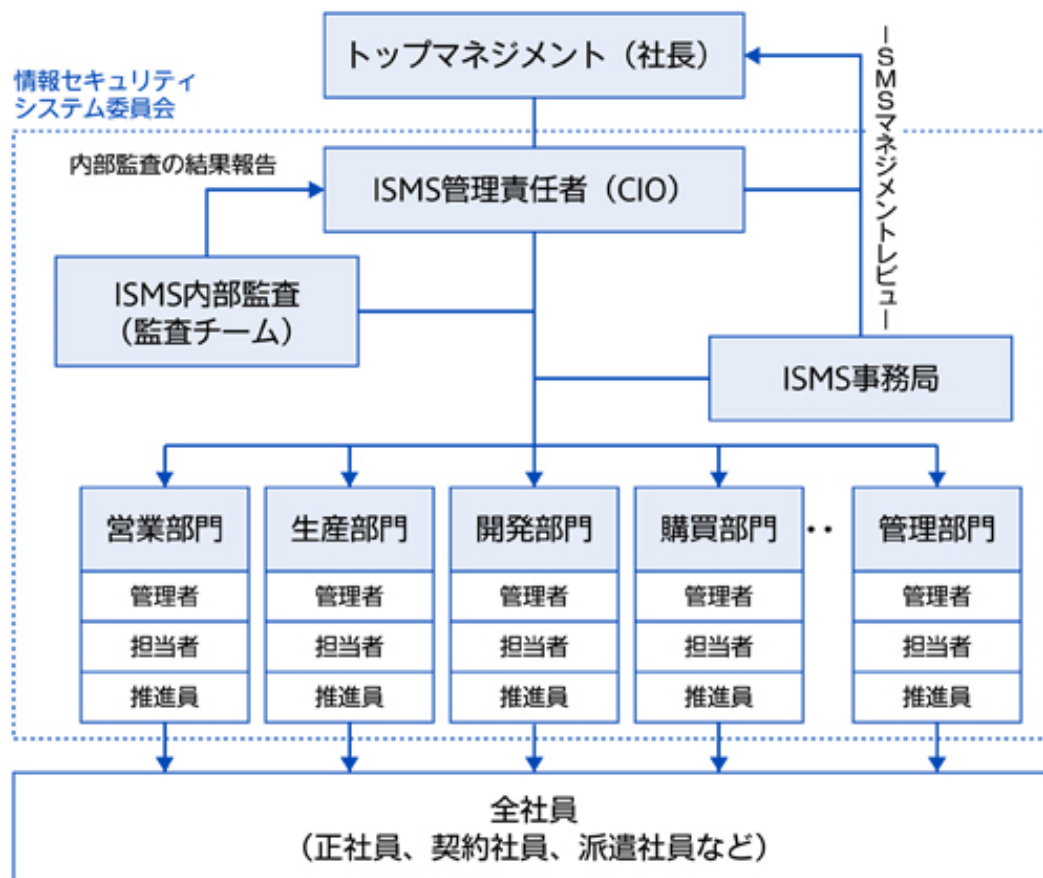 トップマネジメント（社長）
ーISMSマネジメントレビューー
情報セキュリティ
システム委員会
内部監査の結果報告
ISMS管理責任者（CIO）
ISMS内部監査
（監査チーム）
ISMS事務局
営業部門
生産部門
開発部門
購買部門
・・
管理部門
管理者
管理者
管理者
管理者
管理者
担当者
担当者
担当者
担当者
担当者
推進員
推進員
推進員
推進員
推進員
全社員
（正社員、契約社員、派遣社員など）